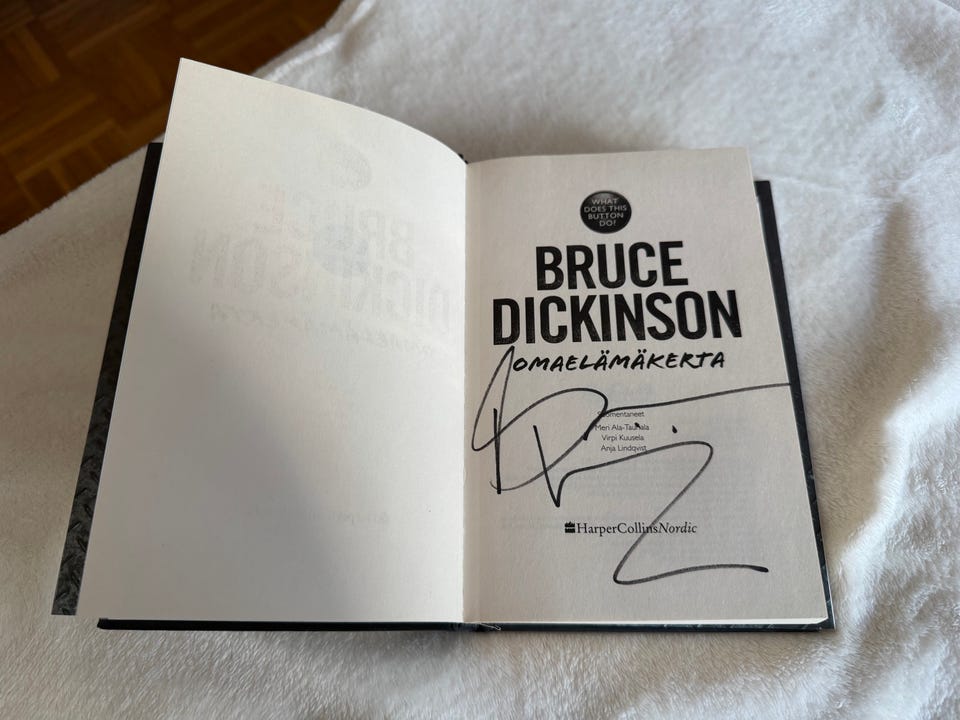 WHAT
DOES THIS
BUTTON
DO?
BRUCE
DICKINSON
OMAELÄMÄKERTA
Suomentaneet
Meri Ala-Tauriala
Virpi Kuusela
Anja Lindqvist
HarperCollinsNordic